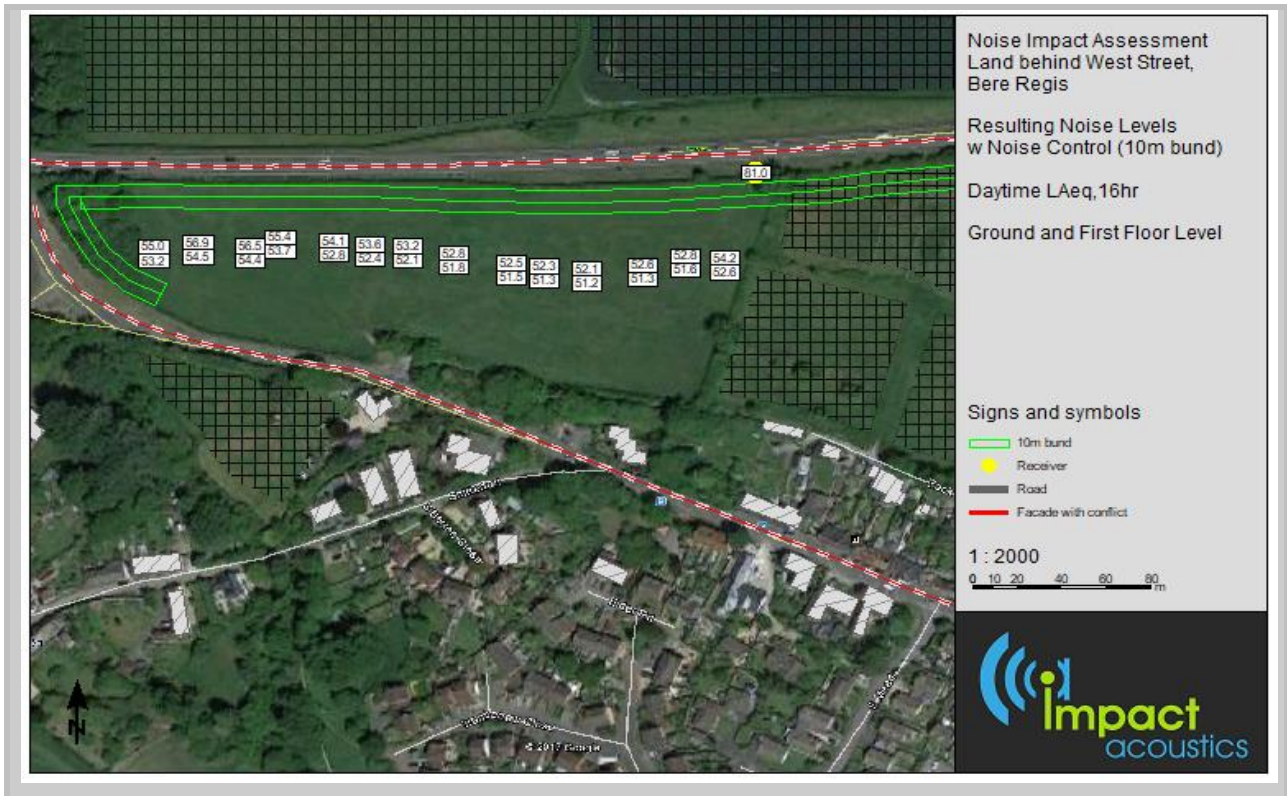 Noise Impact Assessment
Land behind West Street,
Bere Regis
Resulting Noise Levels
w Noise Control (10m bund)
Daytime LAeq,16hr
Ground and First Floor Level
81.0
55.0
53.2
56.9
54.5
56.5
54.4
55.4
53.7
54.1
52.8
53.6
52.4
53.2
52.1
52.8
51.8
52.5
51.5
52.3
51.3
52.1
51.2
52.6
51.3
52.8
51.6
54.2
52.6
Signs and symbols
10m bund
Receiver
Road
Facade with conflict
1 : 2000
0 10 20 40 60 80
m
N
© 2017 Google
impact
acoustics